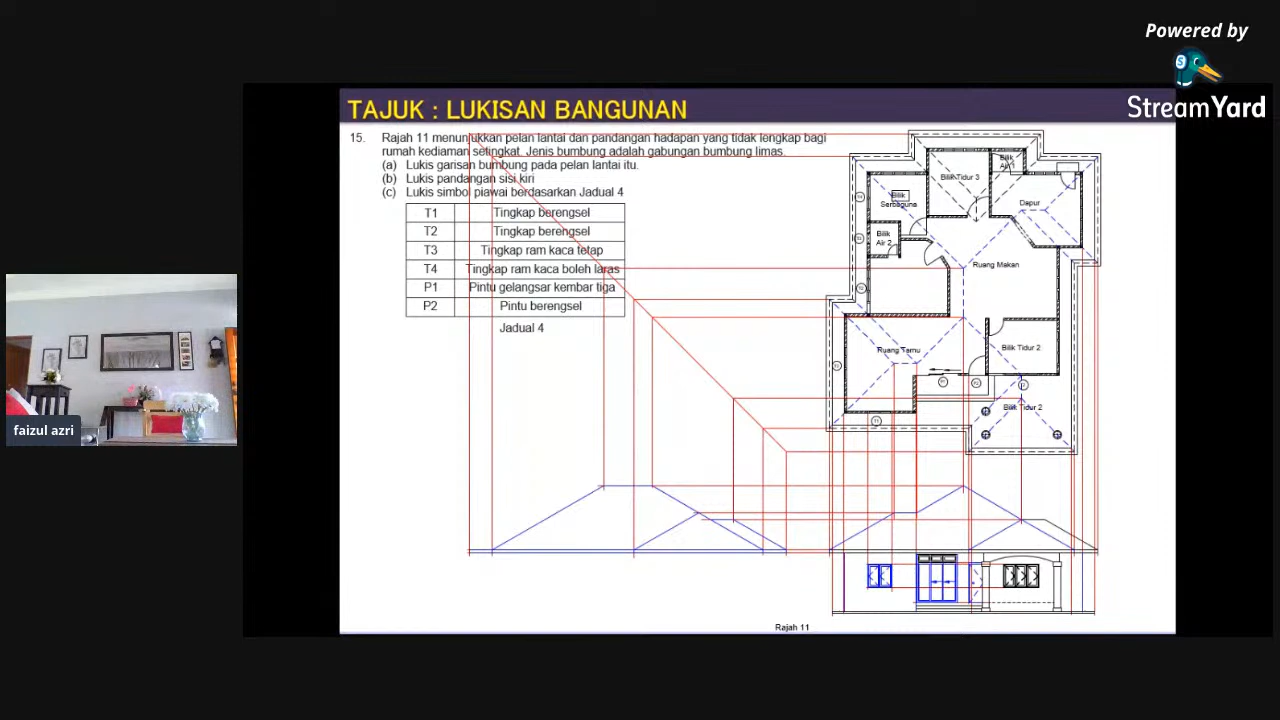 Powered by
StreamYard
TAJUK : LUKISAN BANGUNAN
15. Rajah 11 menunjukkan pelan lantai dan pandangan hadapan yang tidak lengkap bagi
rumah kediaman setingkat. Jenis bumbung adalah gabungan bumbung limas.
(a) Lukis garisan bumbung pada pelan lantai itu.
(b) Lukis pandangan sisi kiri
(c) Lukis simbol piawai berdasarkan Jadual 4
T1 Tingkap berengsel
T2 Tingkap berengsel
T3 Tingkap ram kaca tetap
T4 Tingkap ram kaca boleh laras
P1 Pintu gelangsar kembar tiga
P2 Pintu berengsel
Jadual 4
Bilik
Air 1
Bilik Tidur 3
Bilik
Serbaguna
Dapur
Bilik
Air 2
Ruang Makan
Ruang Tamu
Bilik Tidur 2
Bilik Tidur 2
Rajah 11
faizul azri